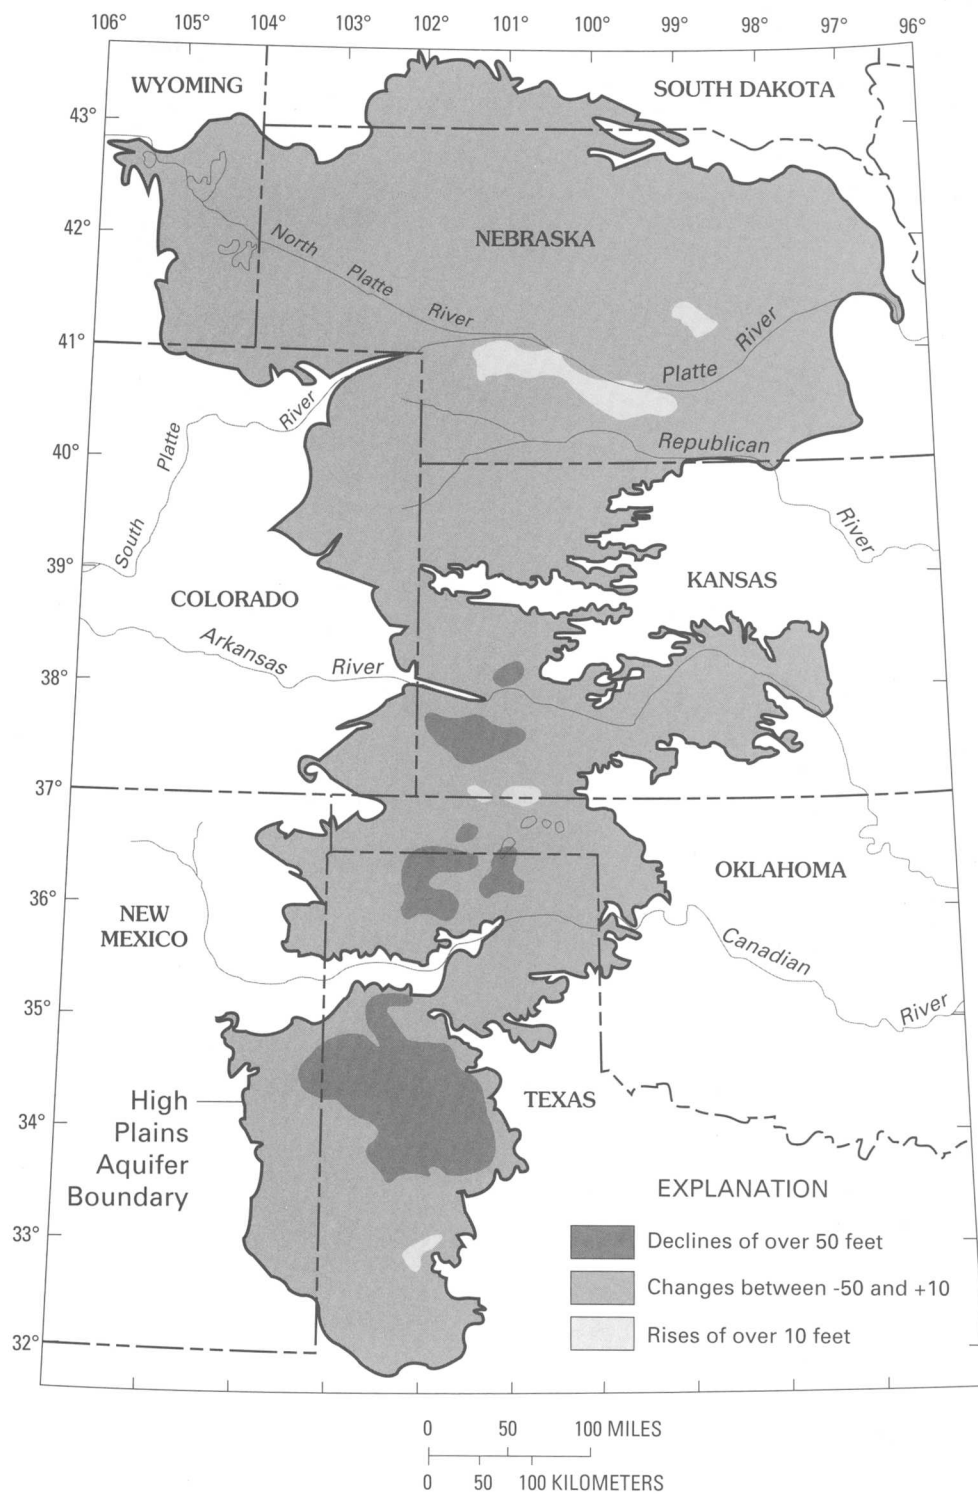 106° 105° 104° 103° 102° 101° 100° 99° 98° 97° 96°
WYOMING
SOUTH DAKOTA
43°
42°
NEBRASKA
North Platte River
41°
Platte River
South Platte River
40°
Republican River
39°
KANSAS
COLORADO
Arkansas River
38°
37°
OKLAHOMA
36°
NEW
MEXICO
Canadian River
35°
TEXAS
High
Plains
Aquifer
Boundary
34°
33°
32°
EXPLANATION
Declines of over 50 feet
Changes between -50 and +10
Rises of over 10 feet
0 50 100 MILES
0 50 100 KILOMETERS